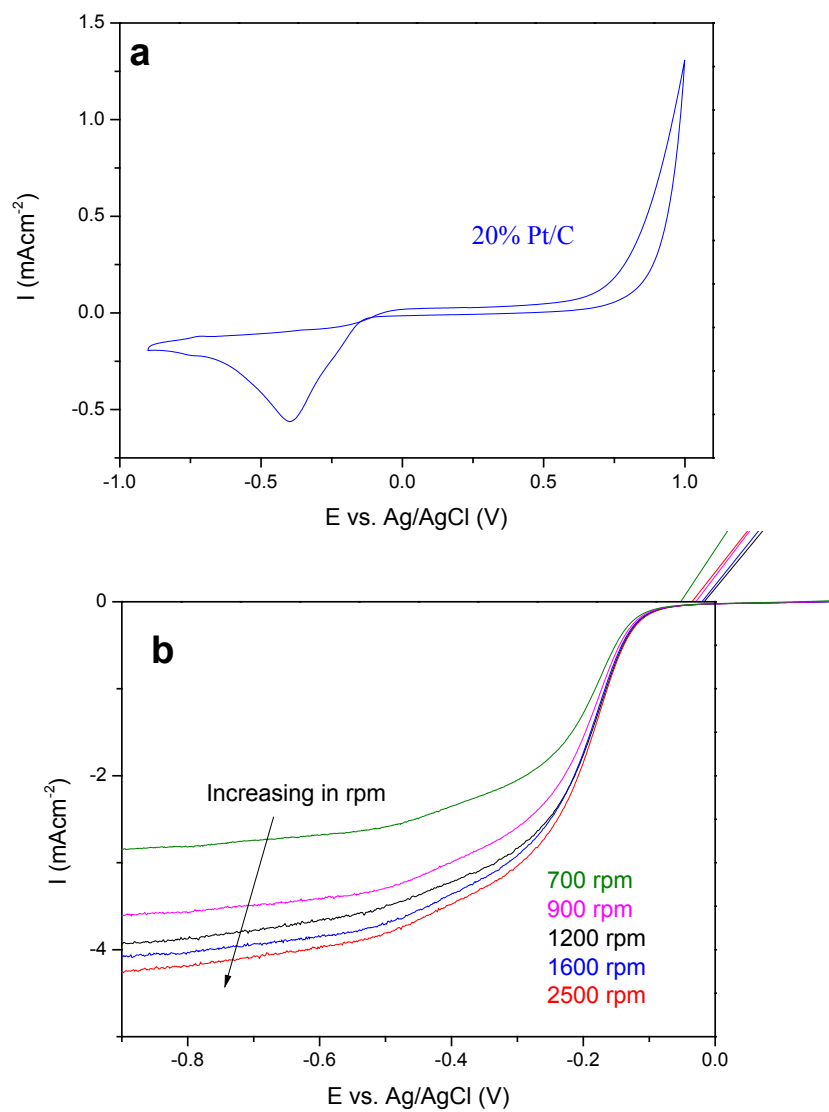 a
1.5
1.0
0.5
0.0
-0.5
I (mAcm-2)
20% Pt/C
-1.0 -0.5 0.0 0.5 1.0
E vs. Ag/AgCl (V)
b
0
-2
-4
I (mAcm-2)
Increasing in rpm
700 rpm
900 rpm
1200 rpm
1600 rpm
2500 rpm
-0.8 -0.6 -0.4 -0.2 0.0
E vs. Ag/AgCl (V)